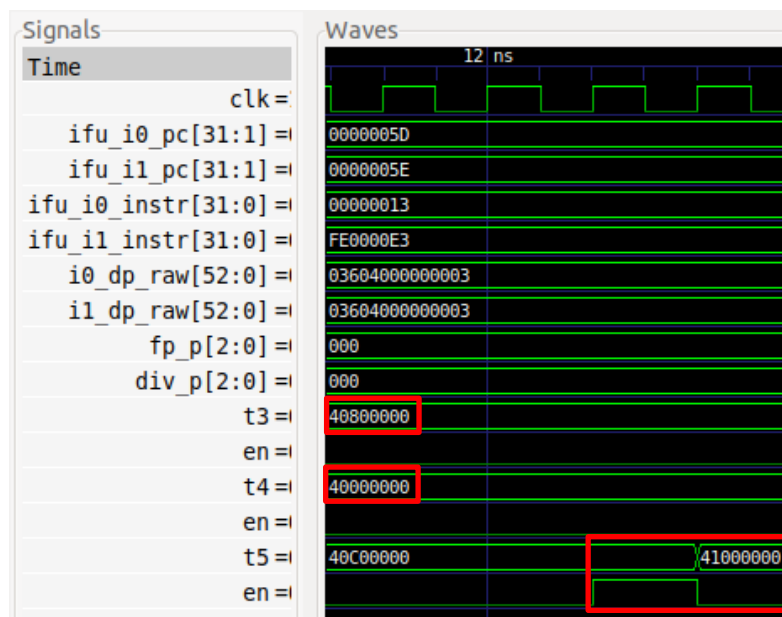 Signals
Waves
Time
12 ns
clk=
ifu_i0_pc[31:1] = 0000005D
ifu_i1_pc[31:1] = 0000005E
ifu_i0_instr[31:0] = 00000013
ifu_i1_instr[31:0] = FE0000E3
i0_dp_raw[52:0] = 03604000000003
i1_dp_raw[52:0] = 03604000000003
fp_p[2:0] = 000
div_p[2:0] = 000
t3 = 40800000
en =
t4 = 40000000
en =
t5 = 40C00000 41000000
en =